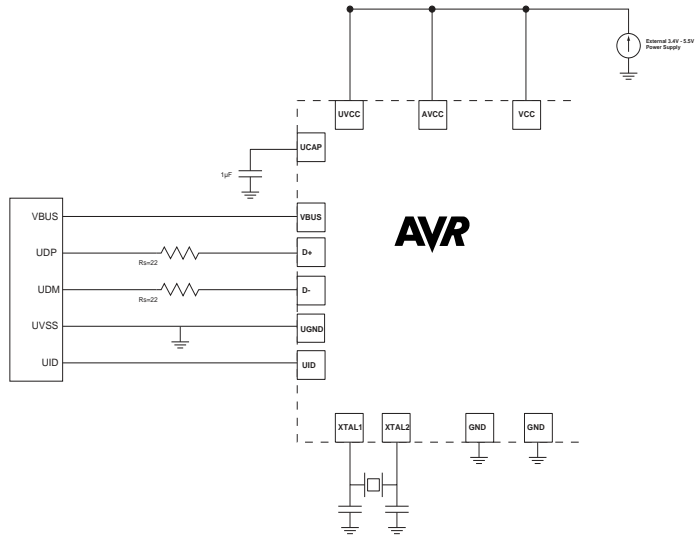 External 3.4V - 5.5V
Power Supply
UVCC
AVCC
VCC
UCAP
1µF
VBUS
VBUS
AVR
UDP
Rs=22
D+
UDM
Rs=22
D-
UVSS
UGND
UID
UID
XTAL1
XTAL2
GND
GND